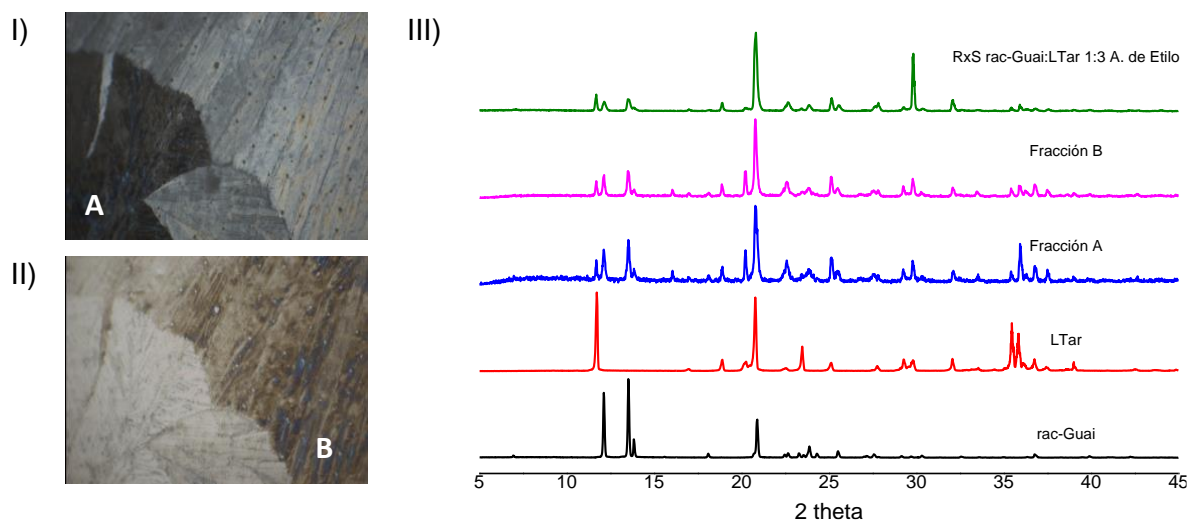 I)
A
II)
B
III)
RxS rac-Guai:LTar 1:3 A. de Etilo
Fracción B
Fracción A
LTar
rac-Guai
5 10 15 20 25 30 35 40 45
2 theta